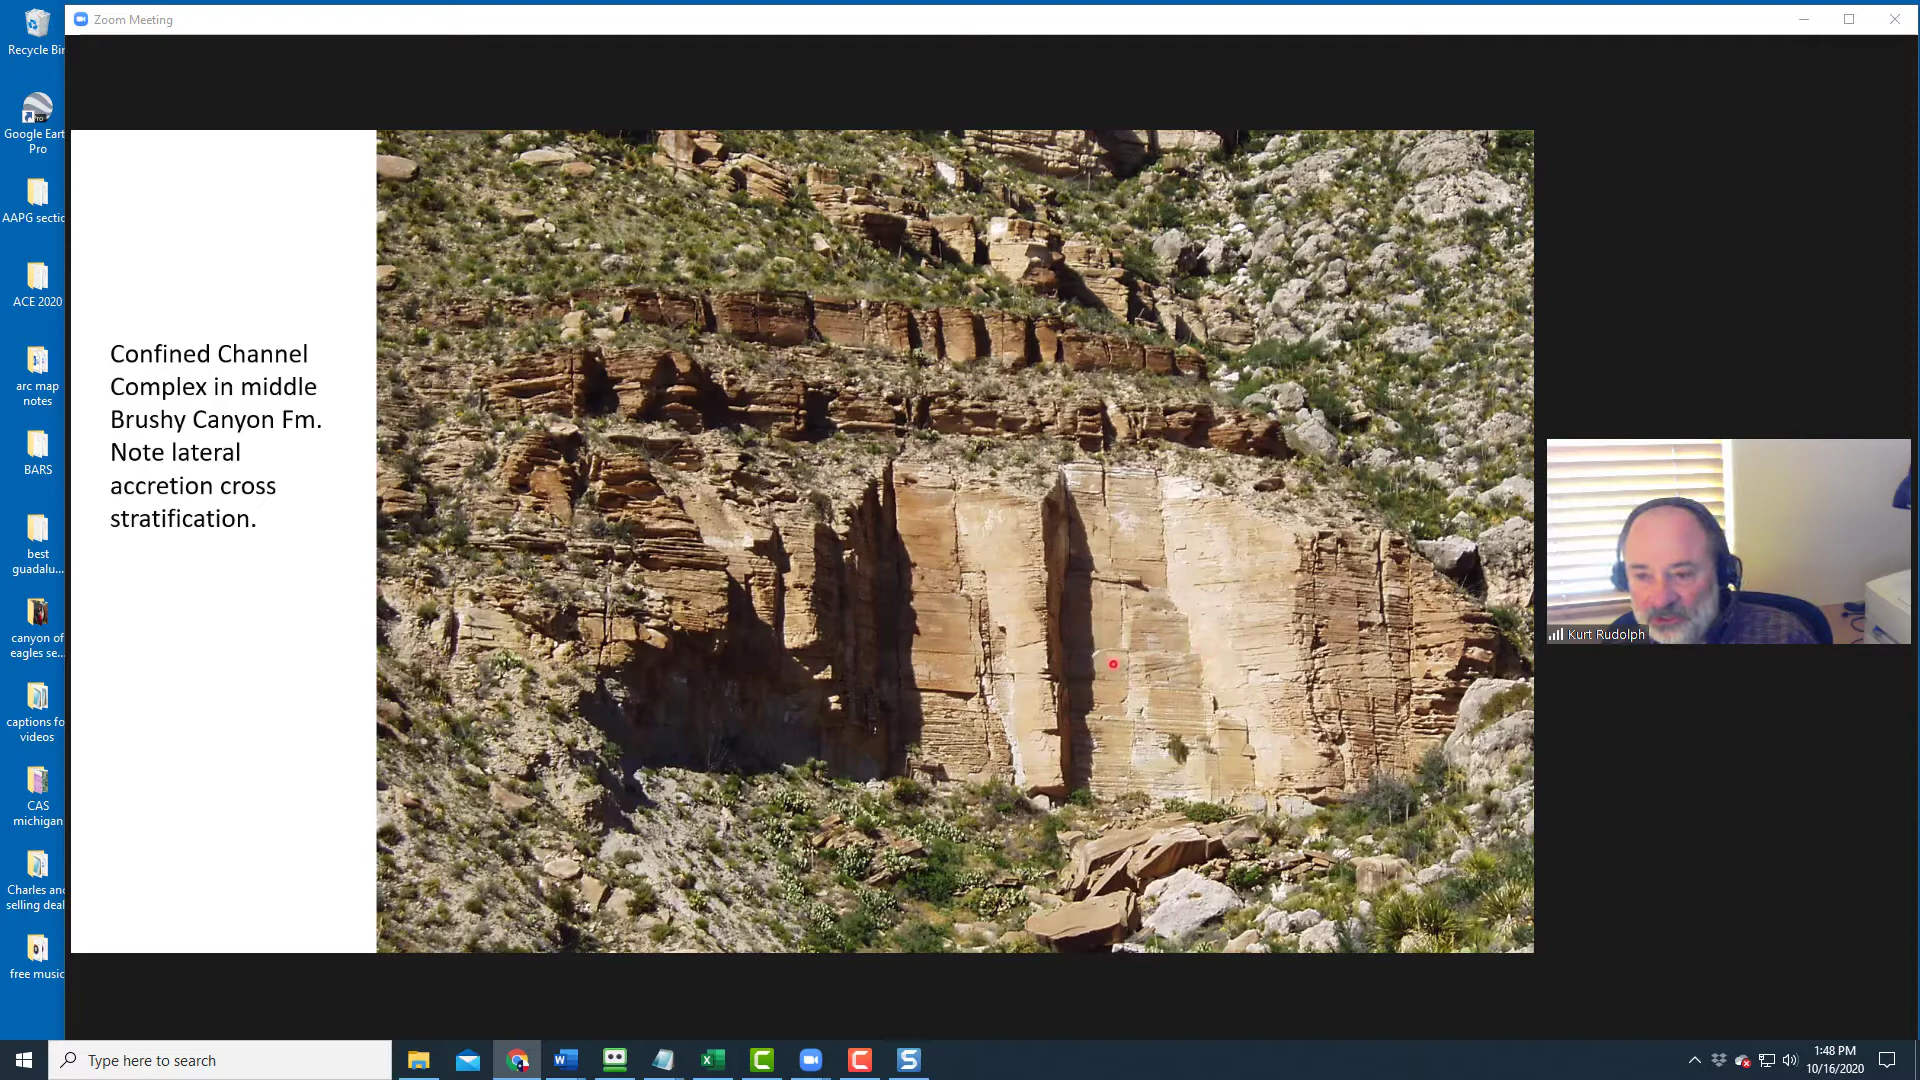 Zoom Meeting
Recycle Bin
Google Eart
Pro
AAPG sectio
ACE 2020
arc map
notes
BARS
best
guadalu...
canyon of
eagles se...
captions fo
videos
CAS
michigan
Charles and
selling deal
free music
Confined Channel
Complex in middle
Brushy Canyon Fm.
Note lateral
accretion cross
stratification.
Kurt Rudolph
Type here to search
1:48 PM
10/16/2020